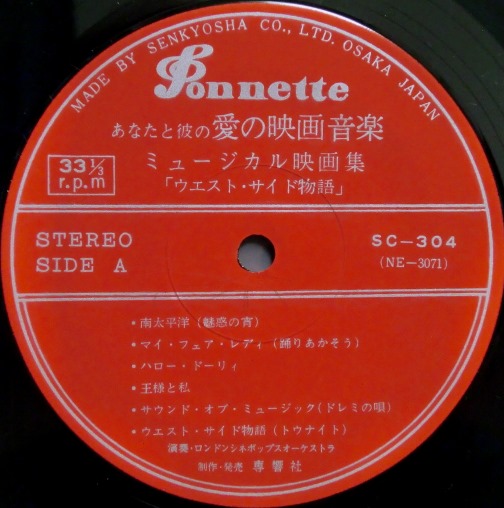 MADE BY SENKYOSHA CO., LTD. OSAKA JAPAN
Ponnette
あなたと彼の愛の映画音楽
ミュージカル映画集
「ウエスト・サイド物語」
33 1/3
r.p.m
STEREO
SIDE A
SC-304
(NE-3071)
•南太平洋(魅惑の宵)
•マイ・フェア・レディ(踊りあかそう)
•ハロー・ドーリィ
•王様と私
•サウンド・オブ・ミュージック(ドレミの唄)
•ウエスト・サイド物語(トウナイト)
演奏・ロンドンシネポップスオーケストラ
制作・発売 専響社